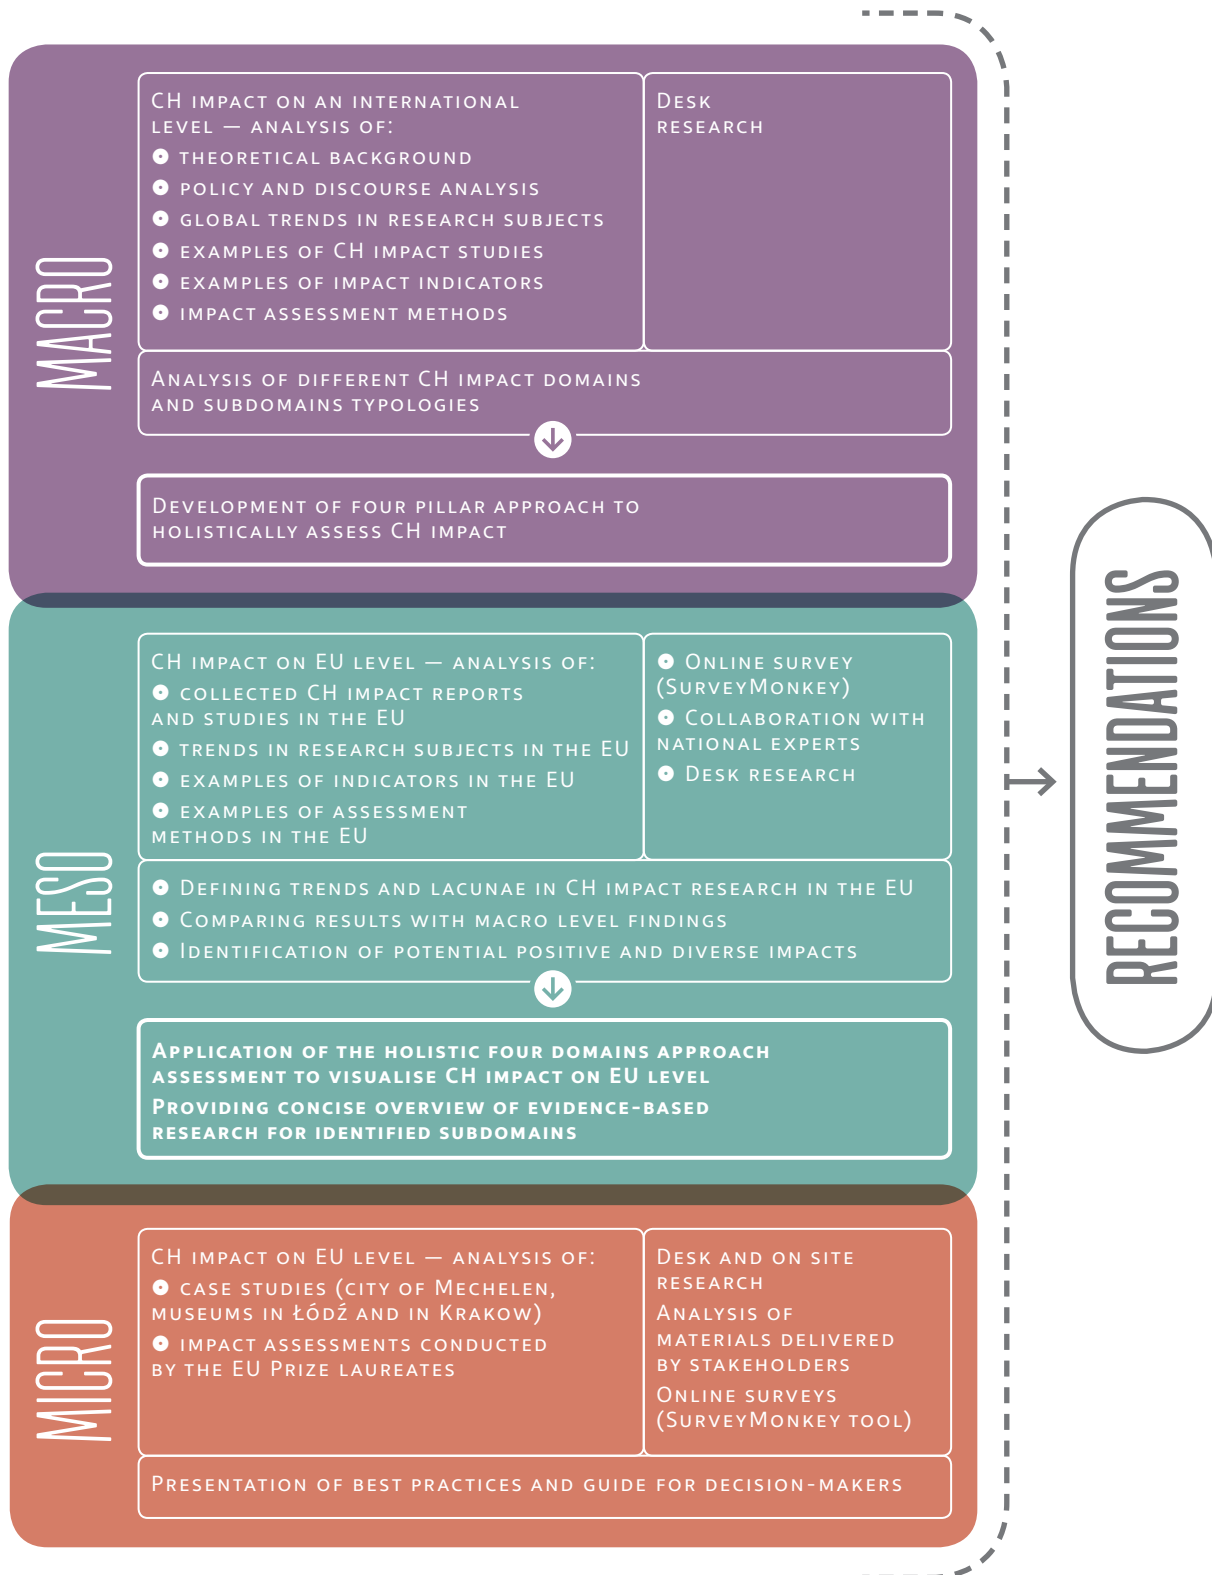 MACRO
CH impact on an international
level — analysis of:
theoretical background
policy and discourse analysis
global trends in research subjects
examples of CH impact studies
examples of impact indicators
impact assessment methods
Desk
research
Analysis of different CH impact domains
and subdomains typologies
Development of four pillar approach to
holistically assess CH impact
MESO
CH impact on EU level — analysis of:
collected CH impact reports
and studies in the EU
trends in research subjects in the EU
examples of indicators in the EU
examples of assessment
methods in the EU
Online survey
(SurveyMonkey)
Collaboration with
national experts
Desk research
Defining trends and lacunae in CH impact research in the EU
Comparing results with macro level findings
Identification of potential positive and diverse impacts
Application of the holistic four domains approach
assessment to visualise CH impact on EU level
Providing concise overview of evidence-based
research for identified subdomains
MICRO
CH impact on EU level — analysis of:
case studies (city of Mechelen,
museums in Łódź and in Krakow)
impact assessments conducted
by the EU Prize laureates
Desk and on site
research
Analysis of
materials delivered
by stakeholders
Online surveys
(SurveyMonkey tool)
Presentation of best practices and guide for decision-makers
RECOMMENDATIONS